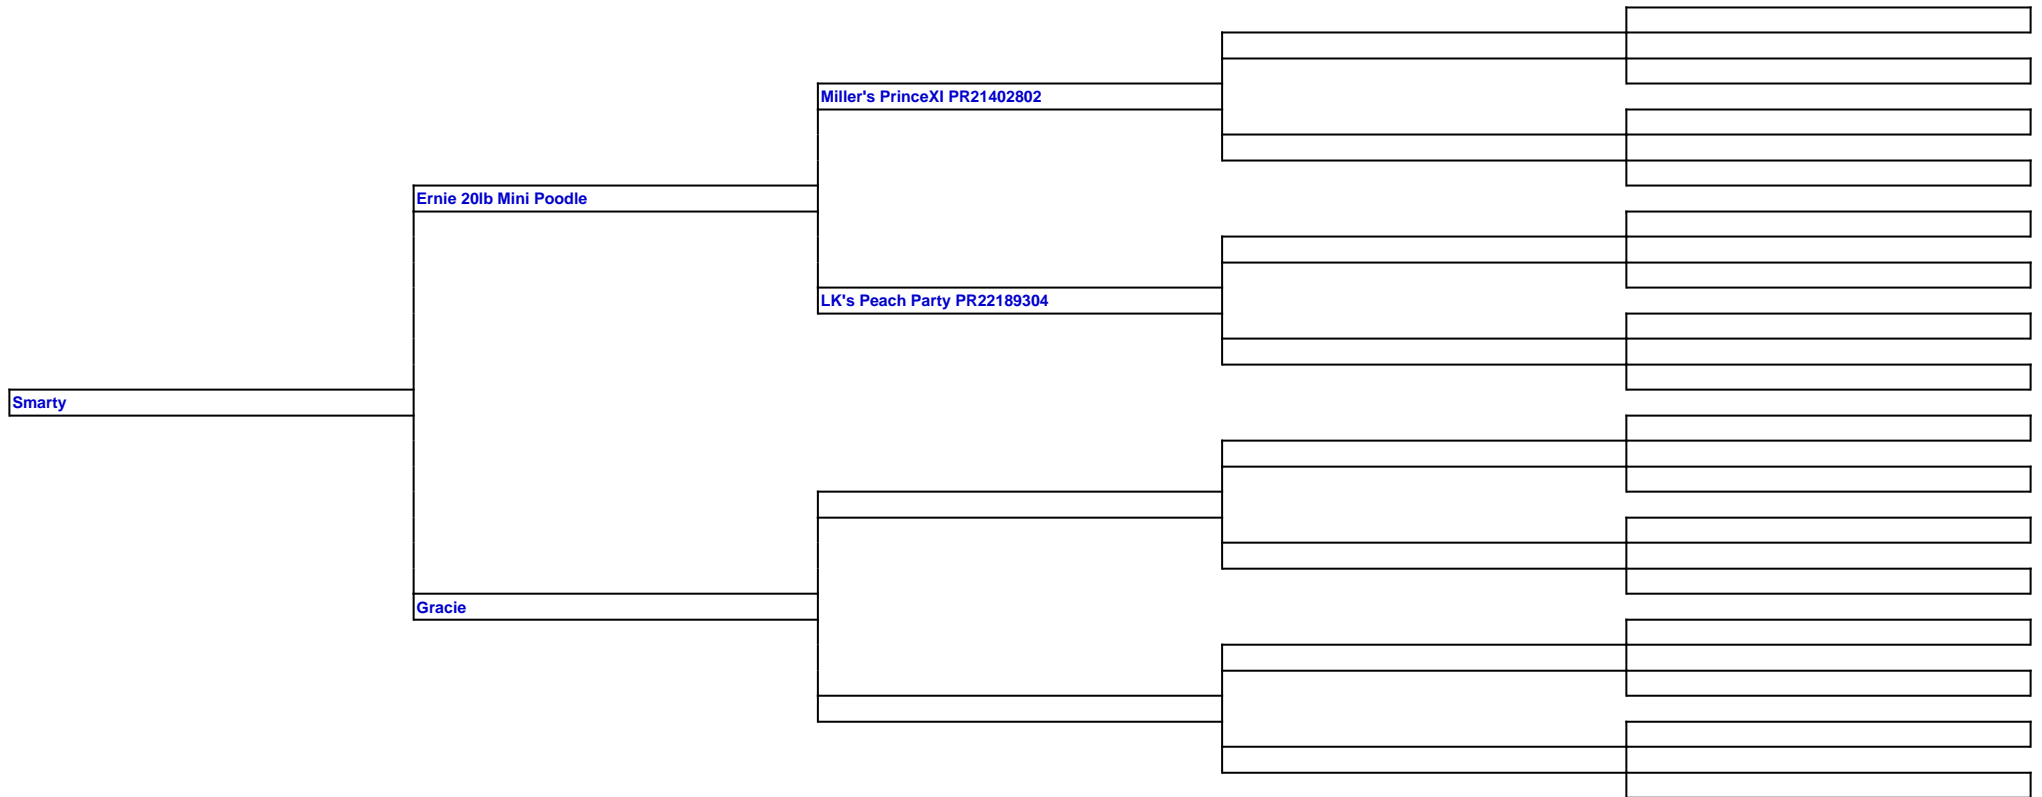 Miller's PrinceXI PR21402802
Ernie 20lb Mini Poodle
LK's Peach Party PR22189304
Smarty
Gracie